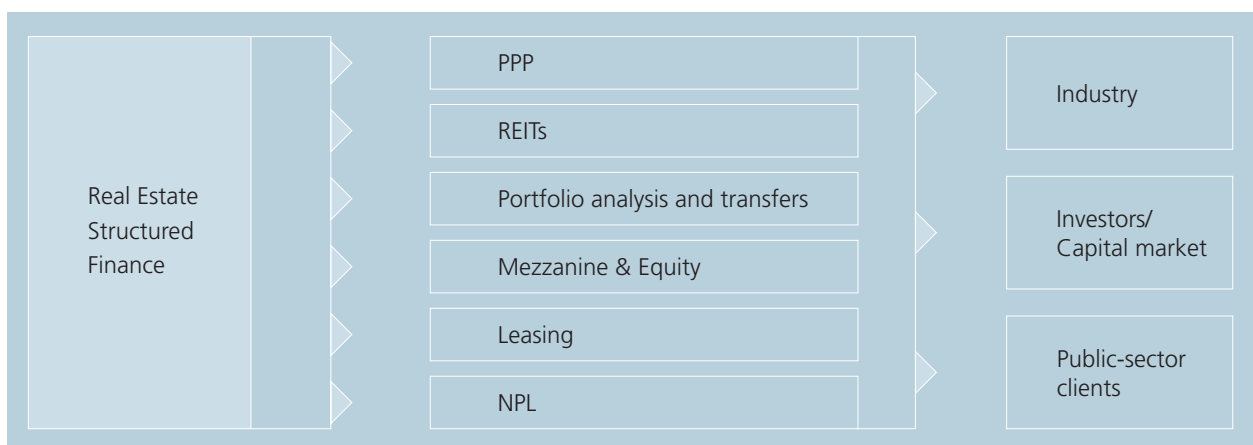 Real Estate
Structured
Finance
PPP
REITs
Portfolio analysis and transfers
Mezzanine & Equity
Leasing
NPL
Industry
Investors/
Capital market
Public-sector
clients